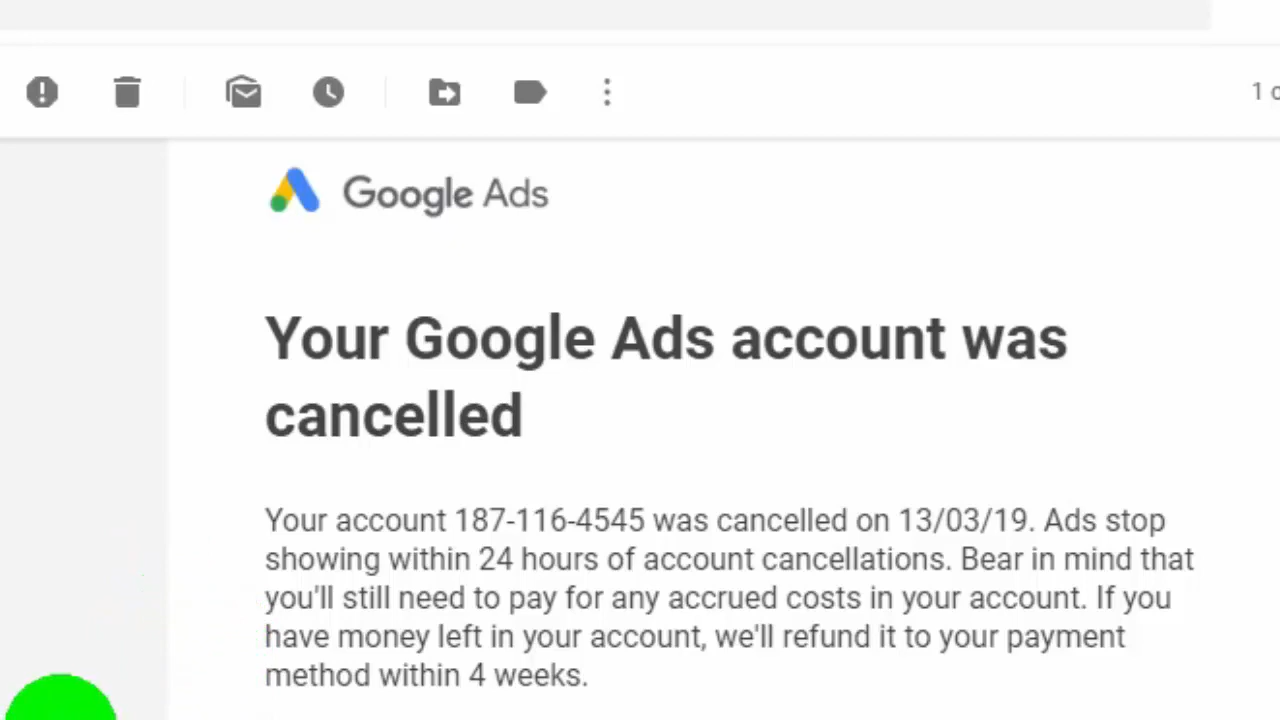 1
Google Ads
Your Google Ads account was
cancelled
Your account 187-116-4545 was cancelled on 13/03/19. Ads stop
showing within 24 hours of account cancellations. Bear in mind that
you'll still need to pay for any accrued costs in your account. If you
have money left in your account, we'll refund it to your payment
method within 4 weeks.